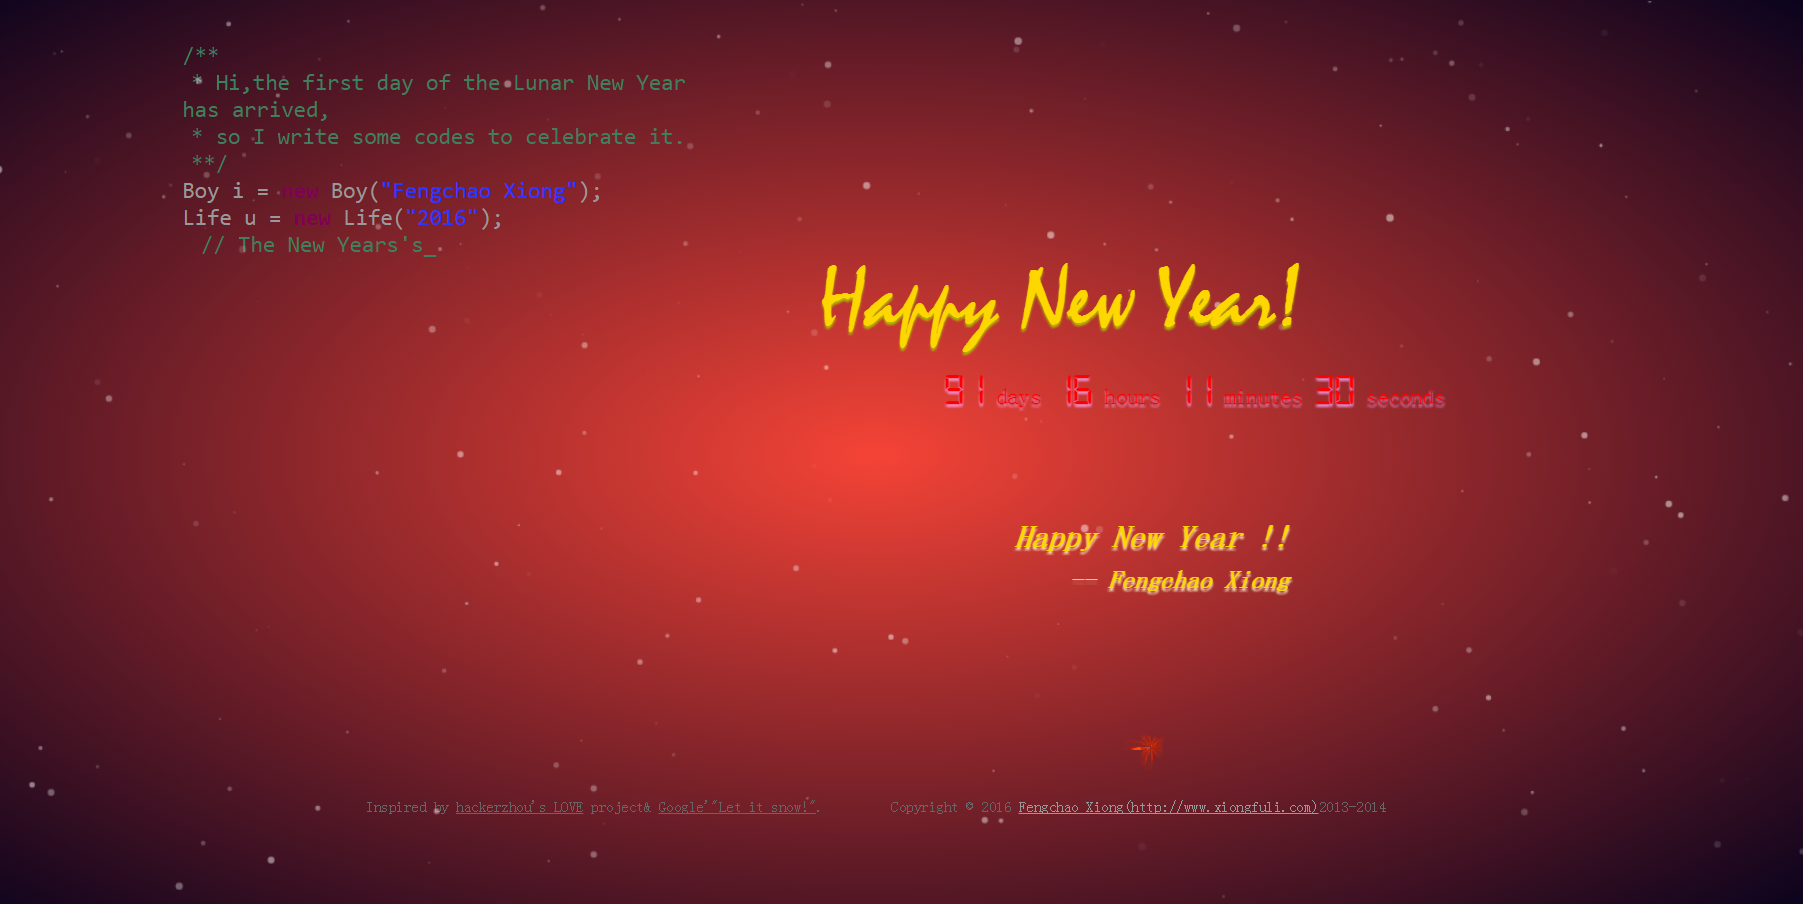 /**
* Hi,the first day of the Lunar New Year
has arrived,
* so I write some codes to celebrate it.
**/
Boy i = new Boy("Fengchao Xiong");
Life u = new Life("2016");
// The New Years's_
Happy New Year!
91 days 16 hours 11 minutes 30 seconds
Happy New Year !!
—— Fengchao Xiong
Inspired by hackerzhou's LOVE project& Google'"Let it snow!". Copyright © 2016 Fengchao Xiong(http://www.xiongfuli.com)2013-2014